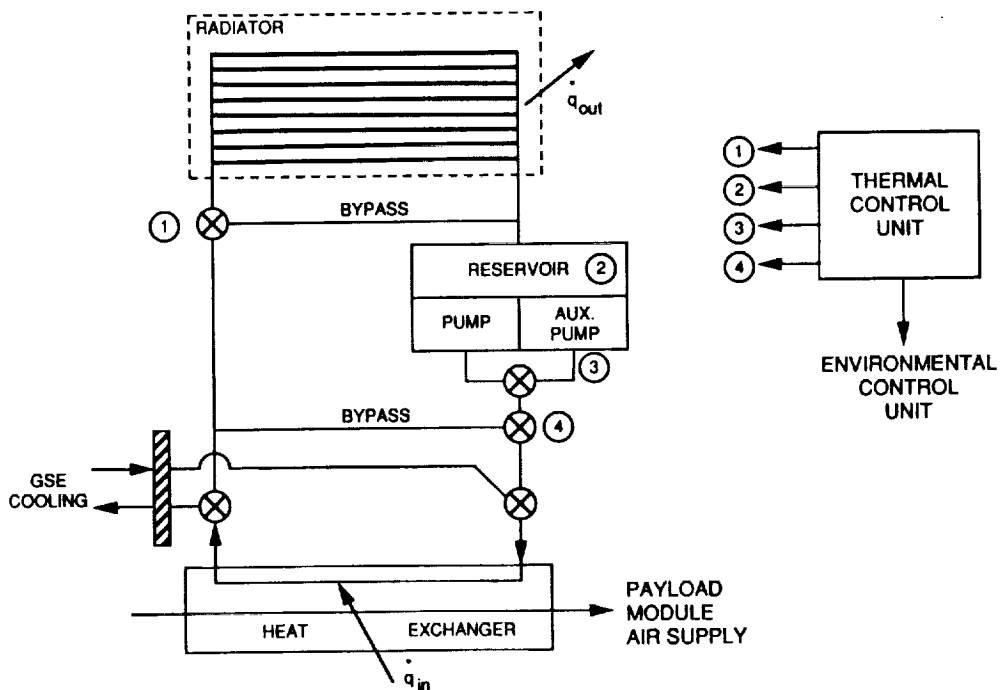 RADIATOR
q̇out
BYPASS
1
RESERVOIR 2
PUMP
AUX.
PUMP
3
BYPASS
4
GSE
COOLING
HEAT EXCHANGER
q̇in
PAYLOAD
MODULE
AIR SUPPLY
1
2
3
4
THERMAL
CONTROL
UNIT
ENVIRONMENTAL
CONTROL
UNIT